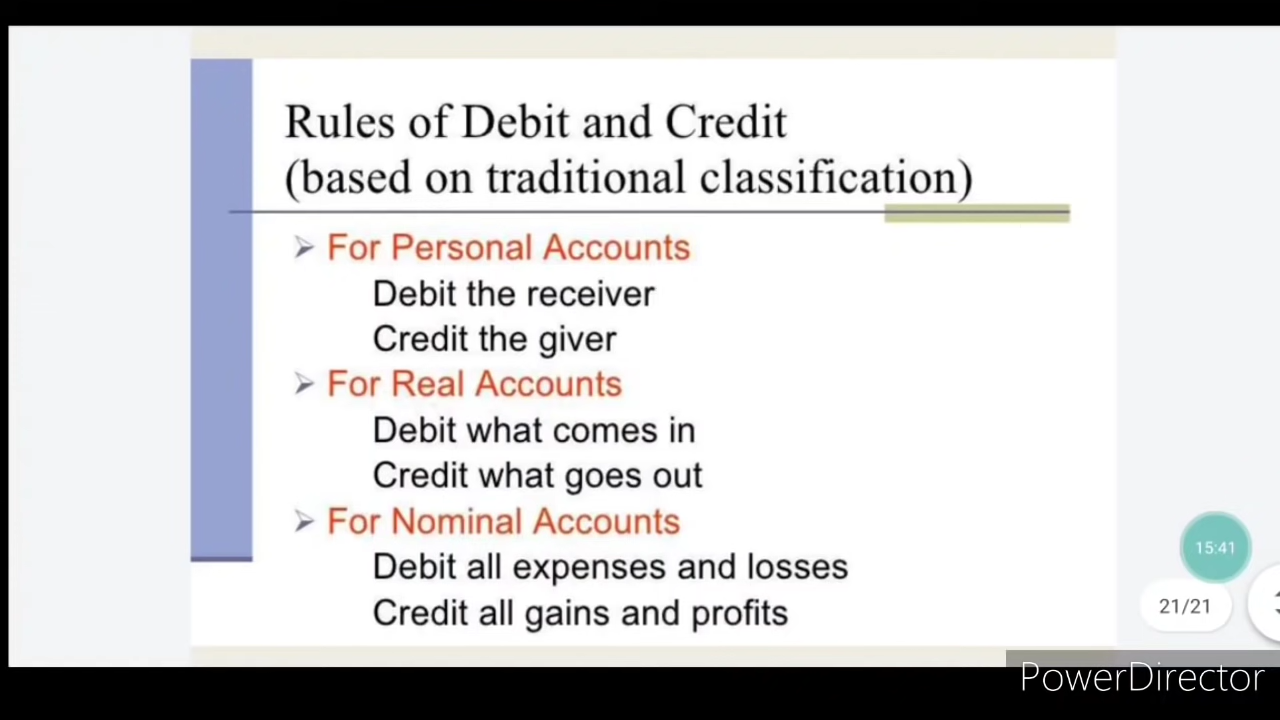 Rules of Debit and Credit
(based on traditional classification)
For Personal Accounts
Debit the receiver
Credit the giver
For Real Accounts
Debit what comes in
Credit what goes out
For Nominal Accounts
Debit all expenses and losses
Credit all gains and profits
15:41
21/21
PowerDirector